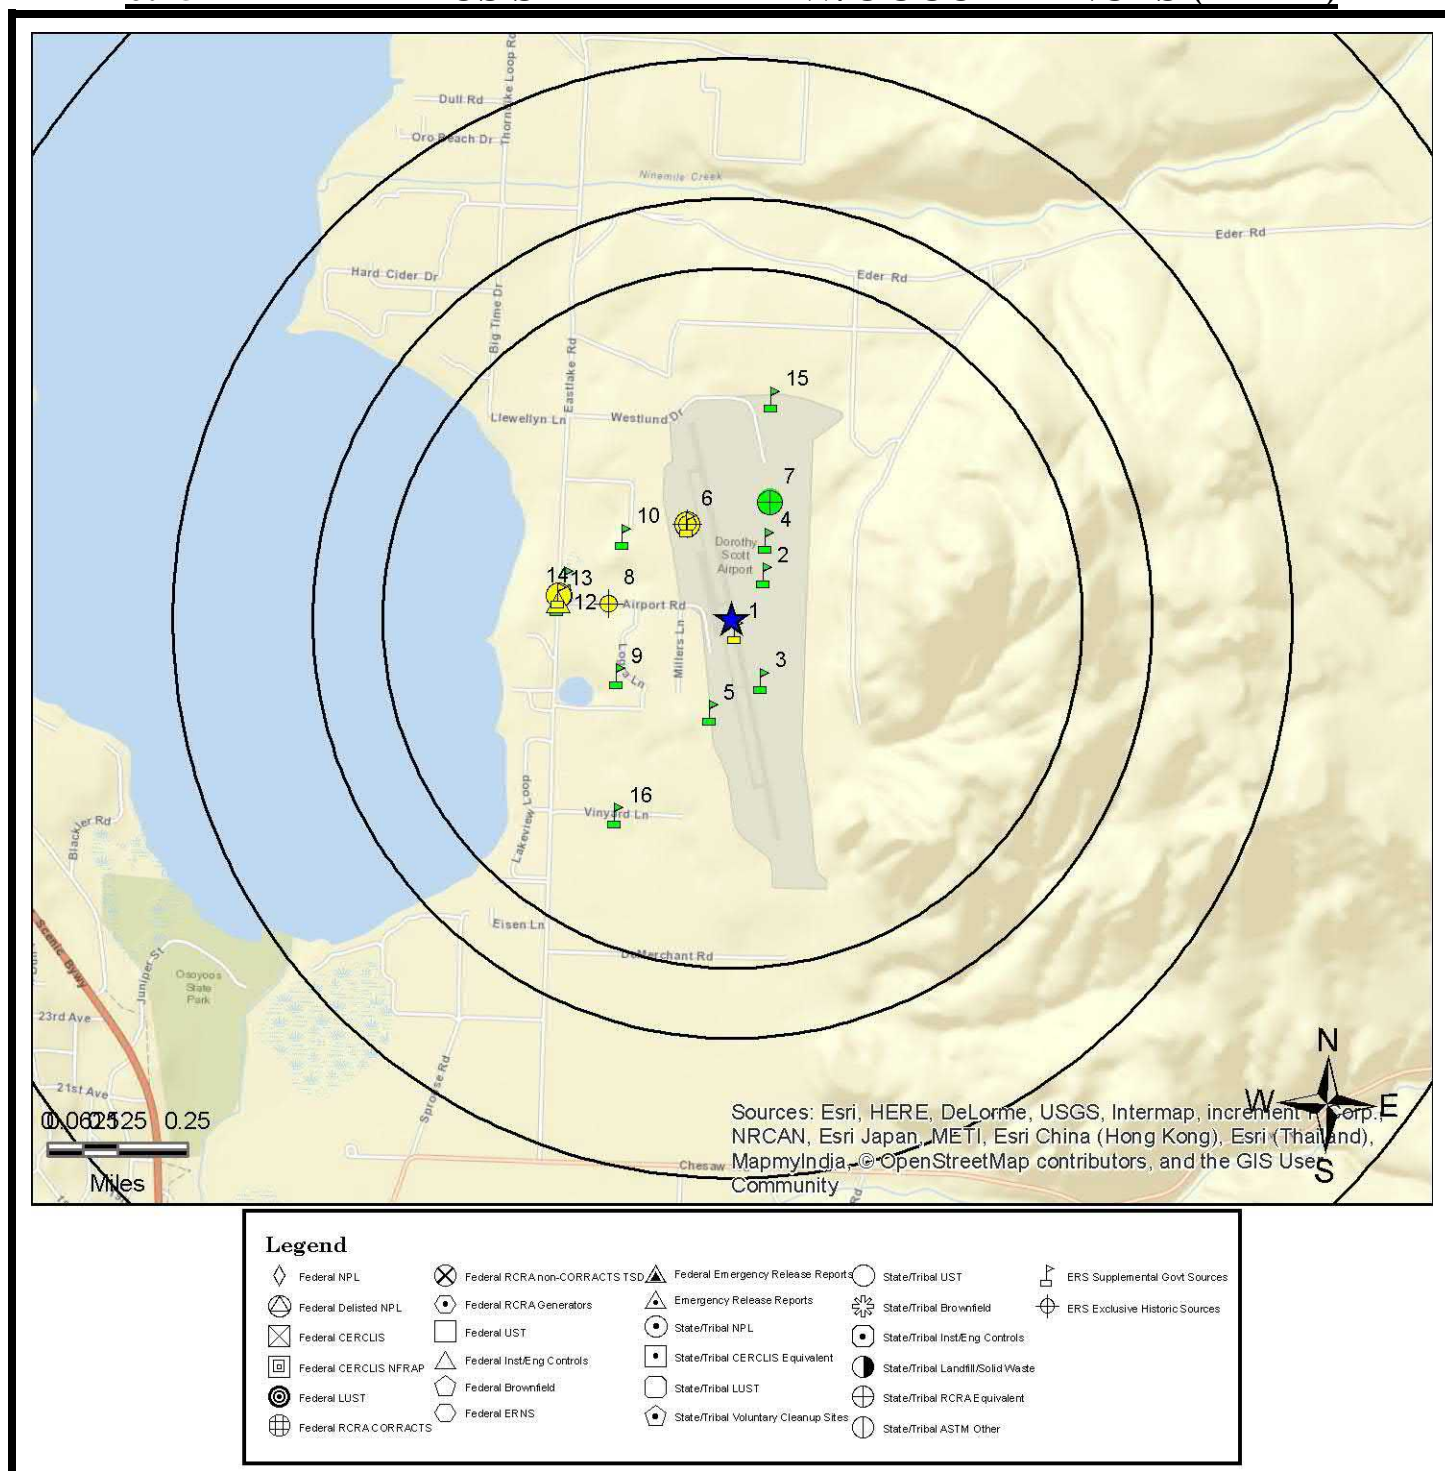 Dull Rd
Thorndike Loop Rd
Oro Beach Dr
Ninemile Creek
Eder Rd
Hard Cider Dr
Eder Rd
Big Time Dr
Eastlake Rd
15
Llewellyn Ln
Westlund Dr
7
6
10
4
Dorothy
Scott
Airport
2
14
13
8
12
Airport Rd
1
Millers Ln
9
3
5
16
Vinyard Ln
Lakeview Loop
Blackler Rd
Eisen Ln
DeMerchant Rd
Scenic Bywy
Juniper St
Osoyoos
State
Park
23rd Ave
21st Ave
Sprouse Rd
Chesaw
Rd
N
W
E
S
0
0.0625
0.125
0.25
Miles
Sources: Esri, HERE, DeLorme, USGS, Intermap, increment P Corp.,
NRCAN, Esri Japan, METI, Esri China (Hong Kong), Esri (Thailand),
MapmyIndia, © OpenStreetMap contributors, and the GIS User
Community
Legend
Federal NPL
Federal Delisted NPL
Federal CERCLIS
Federal CERCLIS NFRAP
Federal LUST
Federal RCRA CORRACTS
Federal RCRA non-CORRACTS TSD
Federal RCRA Generators
Federal UST
Federal Inst/Eng Controls
Federal Brownfield
Federal ERNS
Federal Emergency Release Reports
Emergency Release Reports
State/Tribal NPL
State/Tribal CERCLIS Equivalent
State/Tribal LUST
State/Tribal Voluntary Cleanup Sites
State/Tribal UST
State/Tribal Brownfield
State/Tribal Inst/Eng Controls
State/Tribal Landfill/Solid Waste
State/Tribal RCRA Equivalent
State/Tribal ASTM Other
ERS Supplemental Govt Sources
ERS Exclusive Historic Sources